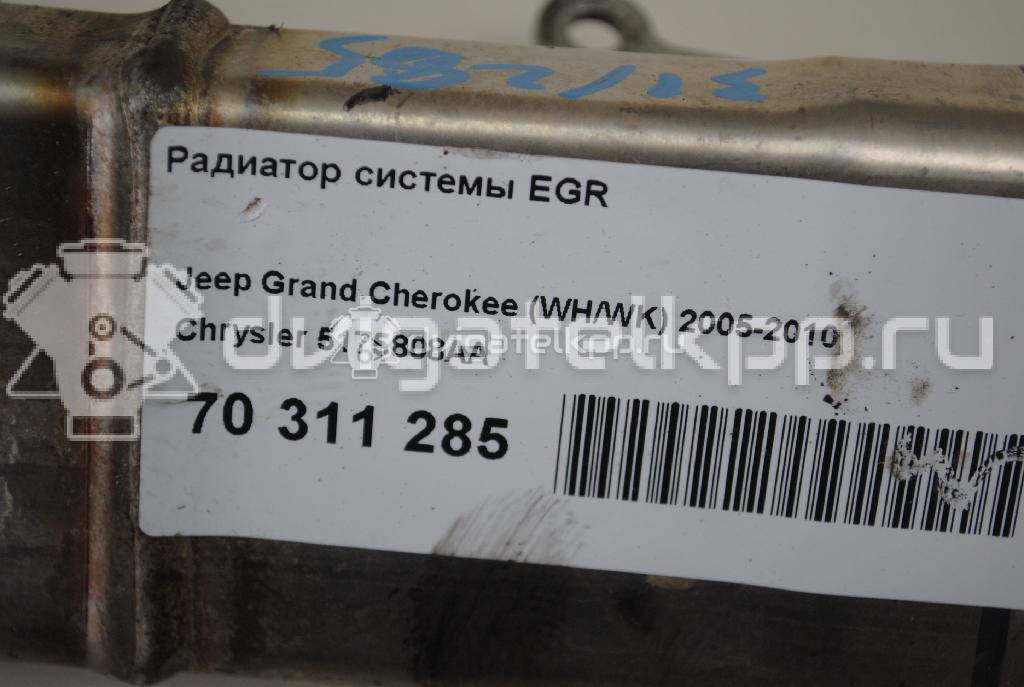 Радиатор системы EGR
Jeep Grand Cherokee (WH/WK) 2005-2010
Chrysler
70 311 285
dvigatelkpp.ru